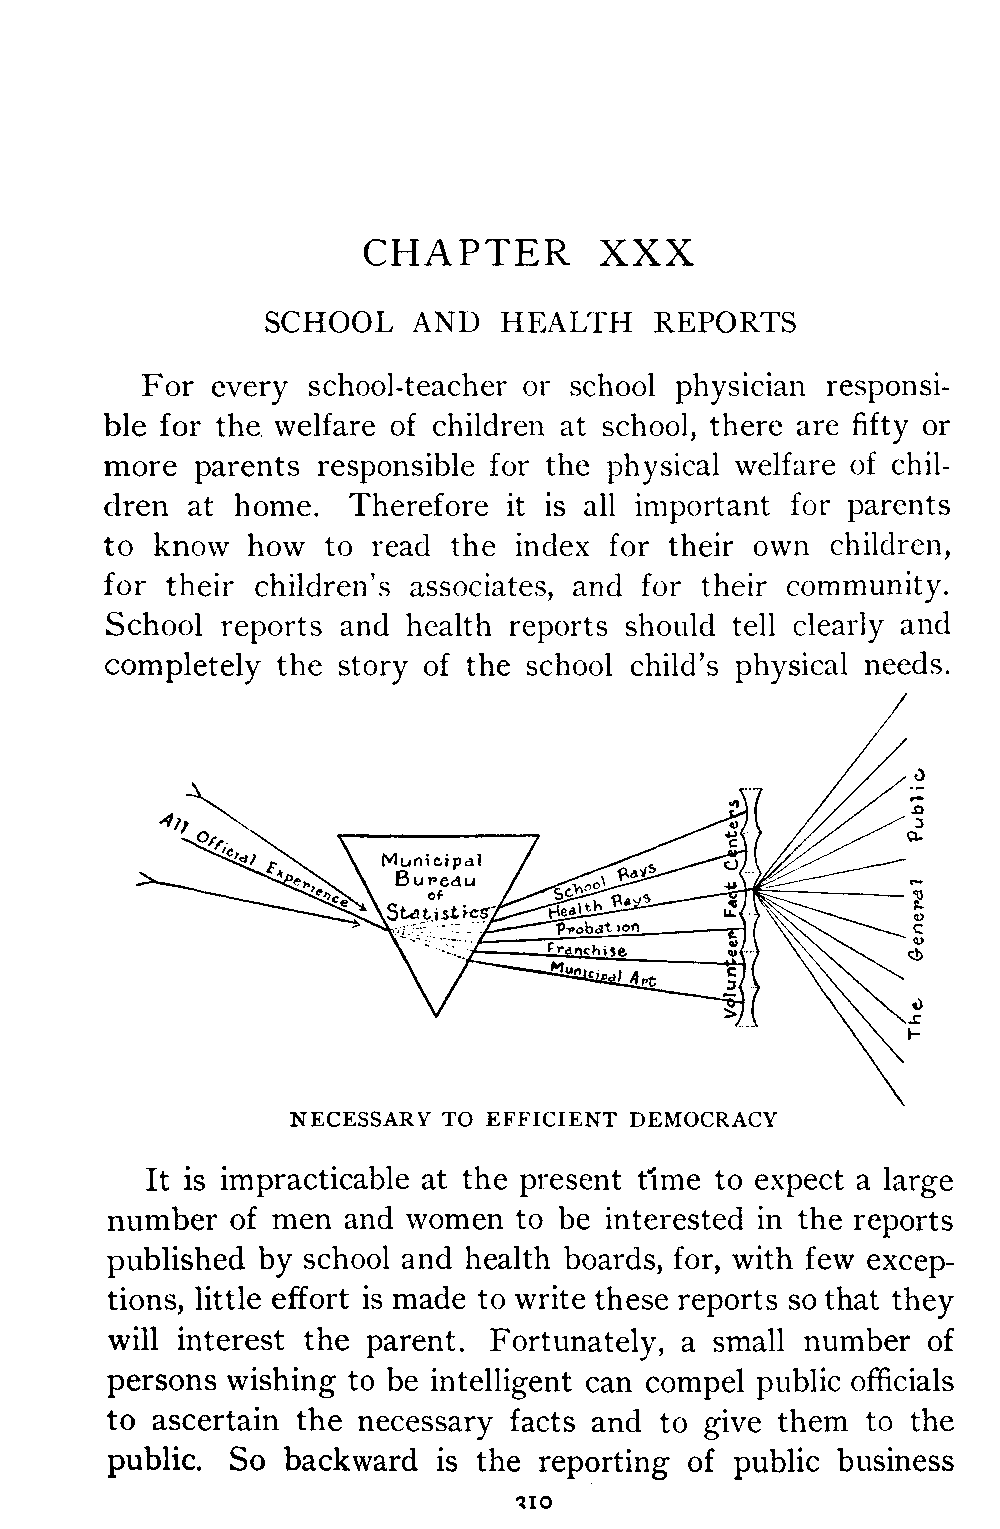 CHAPTER XXX
SCHOOL AND HEALTH REPORTS
For every school-teacher or school physician responsi-
ble for the welfare of children at school, there are fifty or
more parents responsible for the physical welfare of chil-
dren at home. Therefore it is all important for parents
to know how to read the index for their own children,
for their children's associates, and for their community.
School reports and health reports should tell clearly and
completely the story of the school child's physical needs.
All Official Experience
Municipal
Bureau
of
Statistics
School Rays
Health Rays
Probation
Franchise
Municipal Art
Volunteer Fact Centers
The General Public
NECESSARY TO EFFICIENT DEMOCRACY
It is impracticable at the present time to expect a large
number of men and women to be interested in the reports
published by school and health boards, for, with few excep-
tions, little effort is made to write these reports so that they
will interest the parent. Fortunately, a small number of
persons wishing to be intelligent can compel public officials
to ascertain the necessary facts and to give them to the
public. So backward is the reporting of public business
310